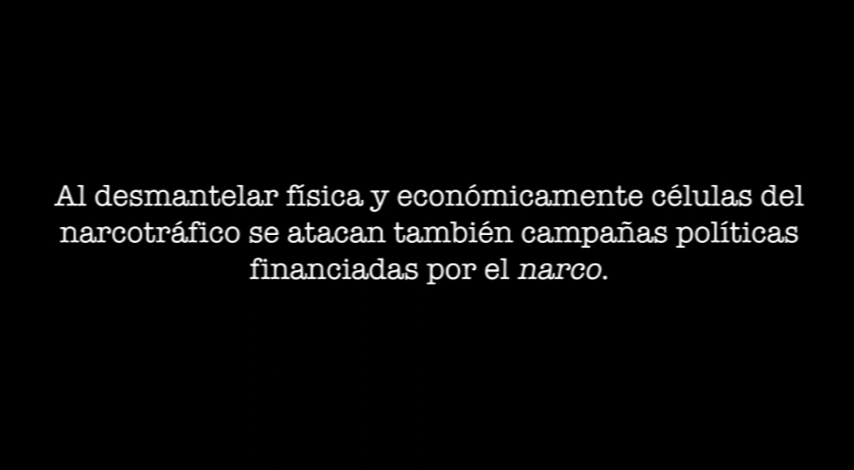 Al desmantelar física y económicamente células del
narcotráfico se atacan también campañas políticas
financiadas por el narco.